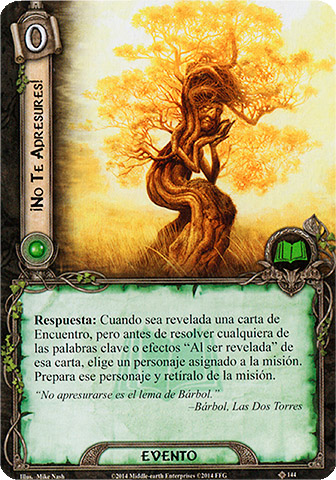 0
¡No Te Apresures!
Respuesta: Cuando sea revelada una carta de
Encuentro, pero antes de resolver cualquiera de
las palabras clave o efectos “Al ser revelada” de
esa carta, elige un personaje asignado a la misión.
Prepara ese personaje y retíralo de la misión.
“No apresurarse es el lema de Bárbol.”
–Bárbol, Las Dos Torres
EVENTO
Illus. Mike Nash
©2014 Middle-earth Enterprises ©2014 FFG
144